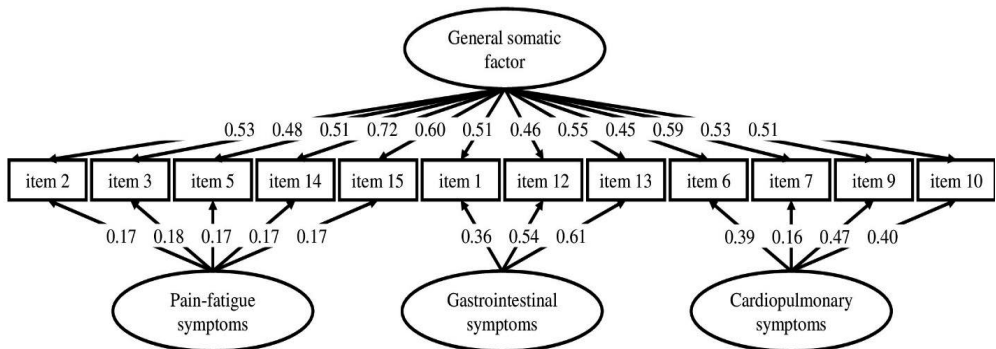 General somatic
factor
0.53 0.48 0.51 0.72 0.60 0.51 0.46 0.55 0.45 0.59 0.53 0.51
item 2 item 3 item 5 item 14 item 15 item 1 item 12 item 13 item 6 item 7 item 9 item 10
0.17 0.18 0.17 0.17 0.17 0.36 0.54 0.61 0.39 0.16 0.47 0.40
Pain-fatigue Gastrointestinal Cardiopulmonary
symptoms symptoms symptoms